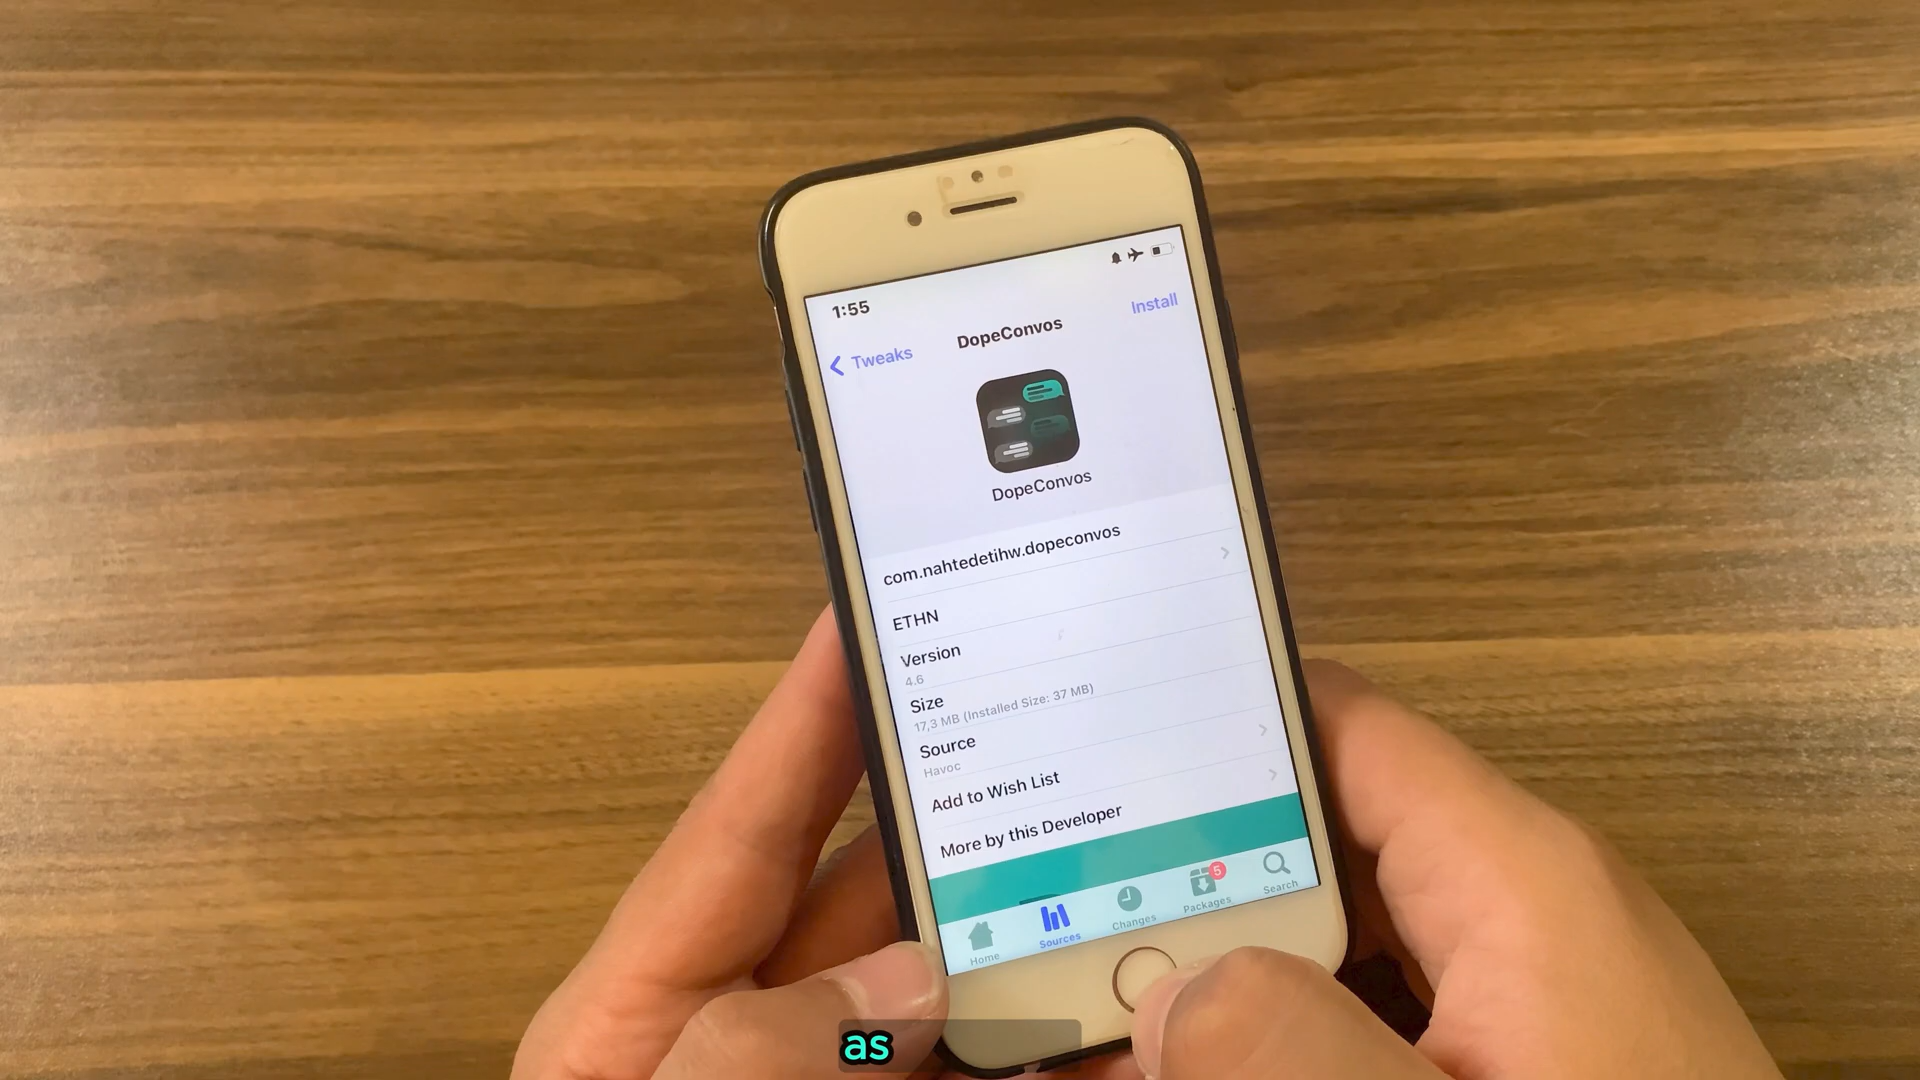 1:55
Install
Tweaks
DopeConvos
DopeConvos
com.nahtedetihw.dopeconvos
ETHN
Version
4.6
Size
17,3 MB (Installed Size: 37 MB)
Source
Havoc
Add to Wish List
More by this Developer
Home
Sources
Changes
5
Packages
Search
as